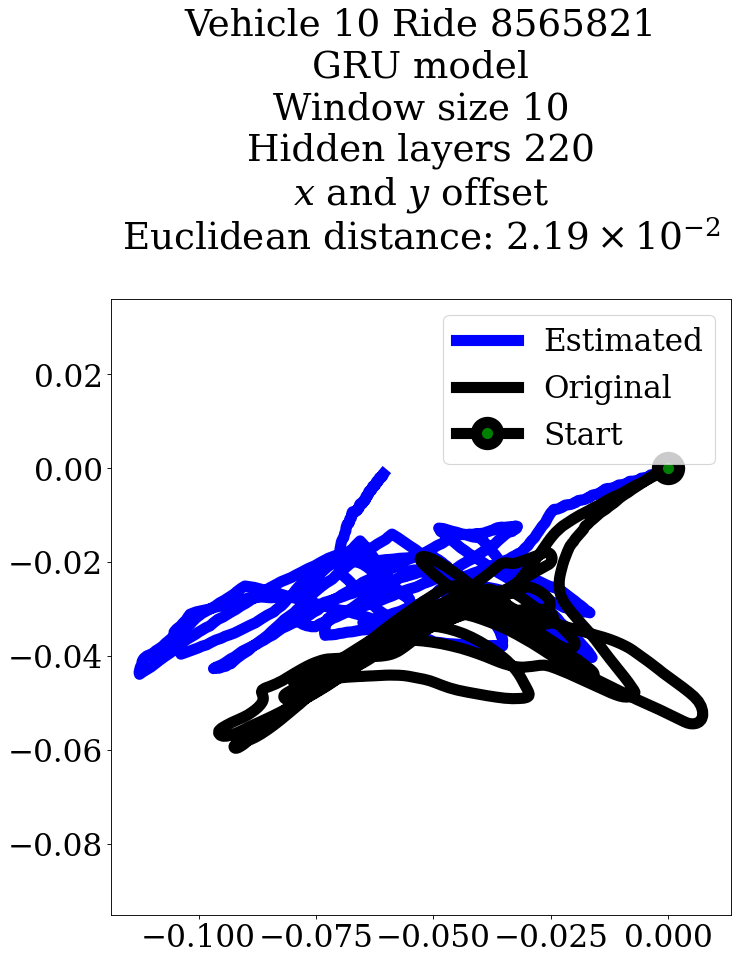 Vehicle 10 Ride 8565821
GRU model
Window size 10
Hidden layers 220
x and y offset
Euclidean distance: 2.19 × 10⁻²
Estimated
Original
Start
0.02
0.00
−0.02
−0.04
−0.06
−0.08
−0.100 −0.075 −0.050 −0.025 0.000